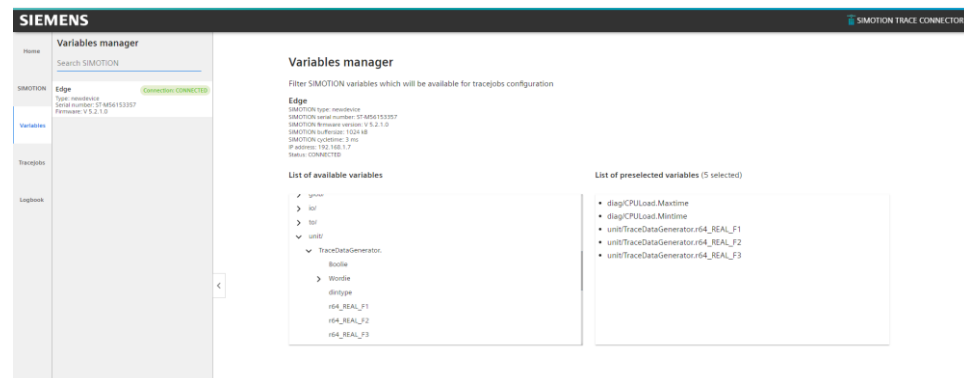 SIEMENS
SIMOTION TRACE CONNECTOR
Home
SIMOTION
Variables
Tracejobs
Logbook
Variables manager
Search SIMOTION
Edge
Connection: CONNECTED
Type: newdevice
Serial number: ST-M56153357
Firmware: V 5.2.1.0
Variables manager
Filter SIMOTION variables which will be available for tracejobs configuration
Edge
SIMOTION type: newdevice
SIMOTION serial number: ST-M56153357
SIMOTION firmware version: V 5.2.1.0
SIMOTION buffersize: 1024 kB
SIMOTION cycletime: 3 ms
IP address: 192.168.1.7
Status: CONNECTED
List of available variables
io/
to/
unit/
TraceDataGenerator.
Boolie
Wordie
dintype
r64_REAL_F1
r64_REAL_F2
r64_REAL_F3
List of preselected variables (5 selected)
diag/CPULoad.Maxtime
diag/CPULoad.Mintime
unit/TraceDataGenerator.r64_REAL_F1
unit/TraceDataGenerator.r64_REAL_F2
unit/TraceDataGenerator.r64_REAL_F3